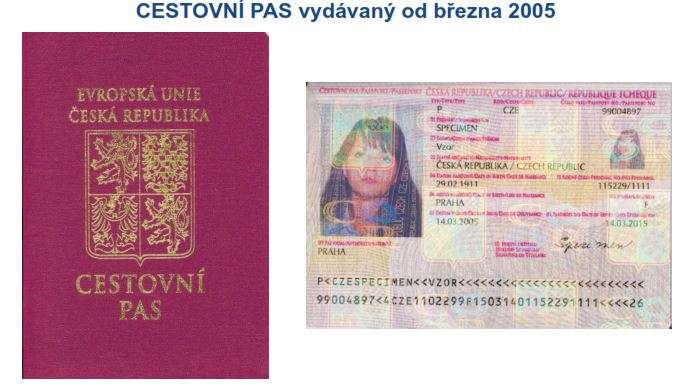 CESTOVNÍ PAS vydávaný od března 2005
EVROPSKÁ UNIE
ČESKÁ REPUBLIKA
CESTOVNÍ
PAS
CESTOVNÍ PAS/PASSPORT/PASSEPORT ČESKÁ REPUBLIKA/CZECH REPUBLIC/RÉPUBLIQUE TCHÈQUE
P CZE 99004897
SPECIMEN
Vzor
ČESKÁ REPUBLIKA / CZECH REPUBLIC
29.02.1911 115229/1111
PRAHA F
14.03.2005 14.03.2015
PRAHA
Specimen
P<CZESPECIMEN<<VZOR<<<<<<<<<<<<<<<<<<<<<<<<<
99004897<4CZE1102299F15031401152291111<<<<26